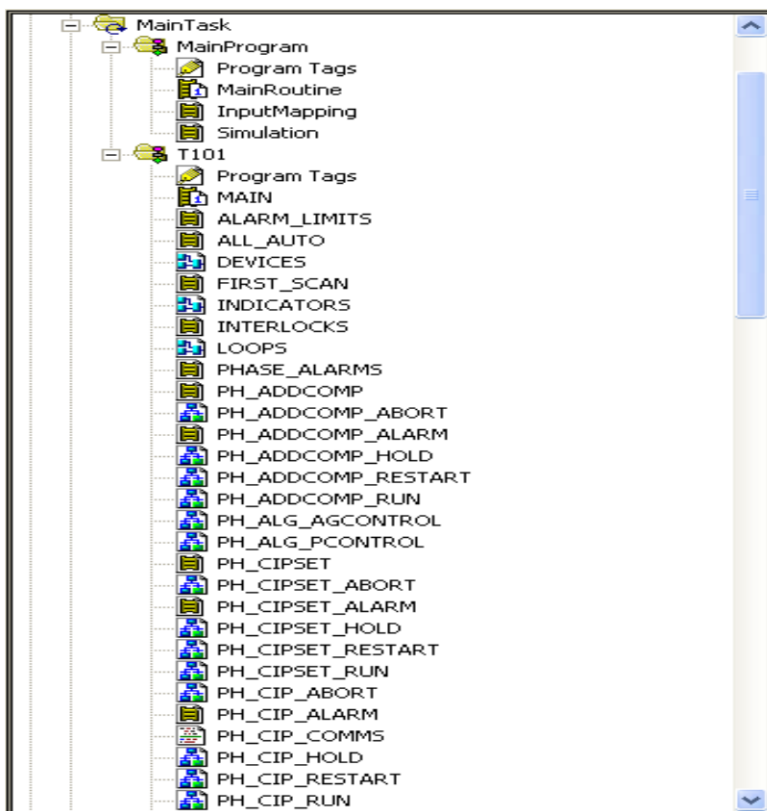 MainTask
MainProgram
Program Tags
MainRoutine
InputMapping
Simulation
T101
Program Tags
MAIN
ALARM_LIMITS
ALL_AUTO
DEVICES
FIRST_SCAN
INDICATORS
INTERLOCKS
LOOPS
PHASE_ALARMS
PH_ADDCOMP
PH_ADDCOMP_ABORT
PH_ADDCOMP_ALARM
PH_ADDCOMP_HOLD
PH_ADDCOMP_RESTART
PH_ADDCOMP_RUN
PH_ALG_AGCONTROL
PH_ALG_PCONTROL
PH_CIPSET
PH_CIPSET_ABORT
PH_CIPSET_ALARM
PH_CIPSET_HOLD
PH_CIPSET_RESTART
PH_CIPSET_RUN
PH_CIP_ABORT
PH_CIP_ALARM
PH_CIP_COMMS
PH_CIP_HOLD
PH_CIP_RESTART
PH_CIP_RUN